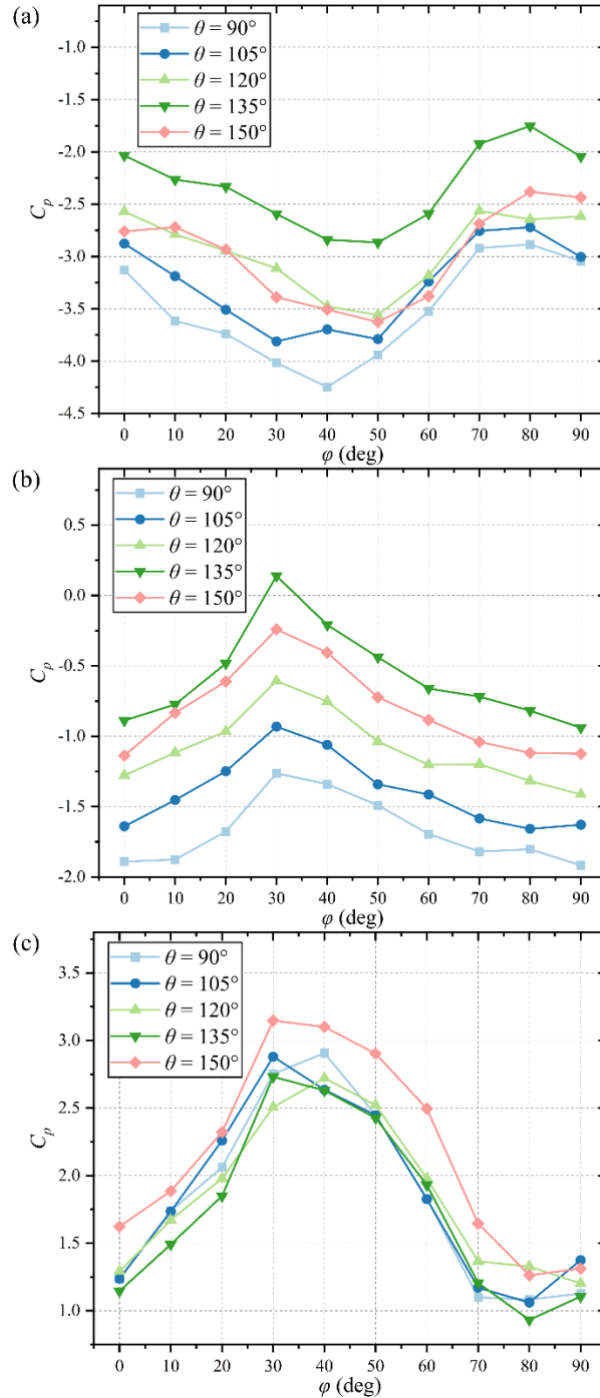 (a)
θ = 90°
θ = 105°
θ = 120°
θ = 135°
θ = 150°
-1.0
-1.5
-2.0
-2.5
-3.0
-3.5
-4.0
-4.5
C_p
0 10 20 30 40 50 60 70 80 90
φ (deg)
(b)
θ = 90°
θ = 105°
θ = 120°
θ = 135°
θ = 150°
0.5
0.0
-0.5
-1.0
-1.5
-2.0
C_p
0 10 20 30 40 50 60 70 80 90
φ (deg)
(c)
θ = 90°
θ = 105°
θ = 120°
θ = 135°
θ = 150°
3.5
3.0
2.5
2.0
1.5
1.0
C_p
0 10 20 30 40 50 60 70 80 90
φ (deg)